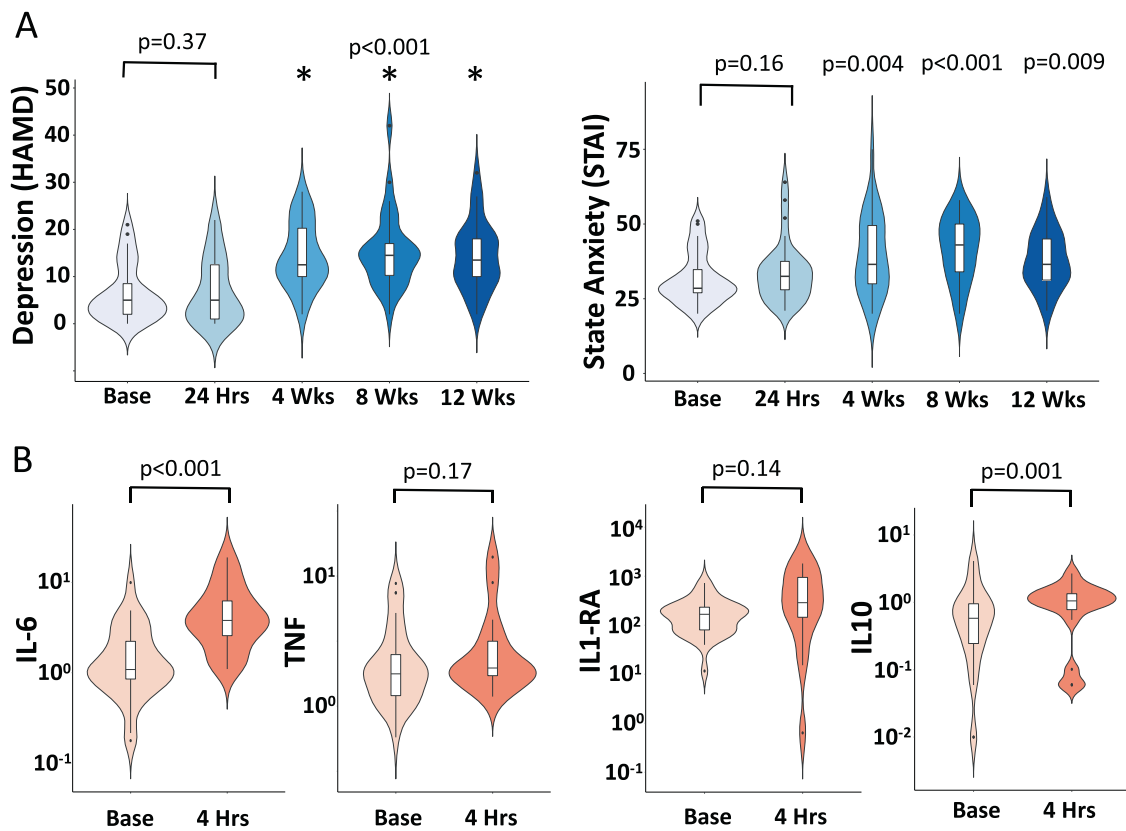 A
p=0.37
p<0.001
* * *
Depression (HAMD)
50
40
30
20
10
0
Base 24 Hrs 4 Wks 8 Wks 12 Wks
p=0.16 p=0.004 p<0.001 p=0.009
State Anxiety (STAI)
75
50
25
0
Base 24 Hrs 4 Wks 8 Wks 12 Wks
B
p<0.001
IL-6
10¹
10⁰
10⁻¹
Base 4 Hrs
p=0.17
TNF
10¹
10⁰
Base 4 Hrs
p=0.14
IL1-RA
10⁴
10³
10²
10¹
10⁰
10⁻¹
Base 4 Hrs
p=0.001
IL10
10¹
10⁰
10⁻¹
10⁻²
Base 4 Hrs